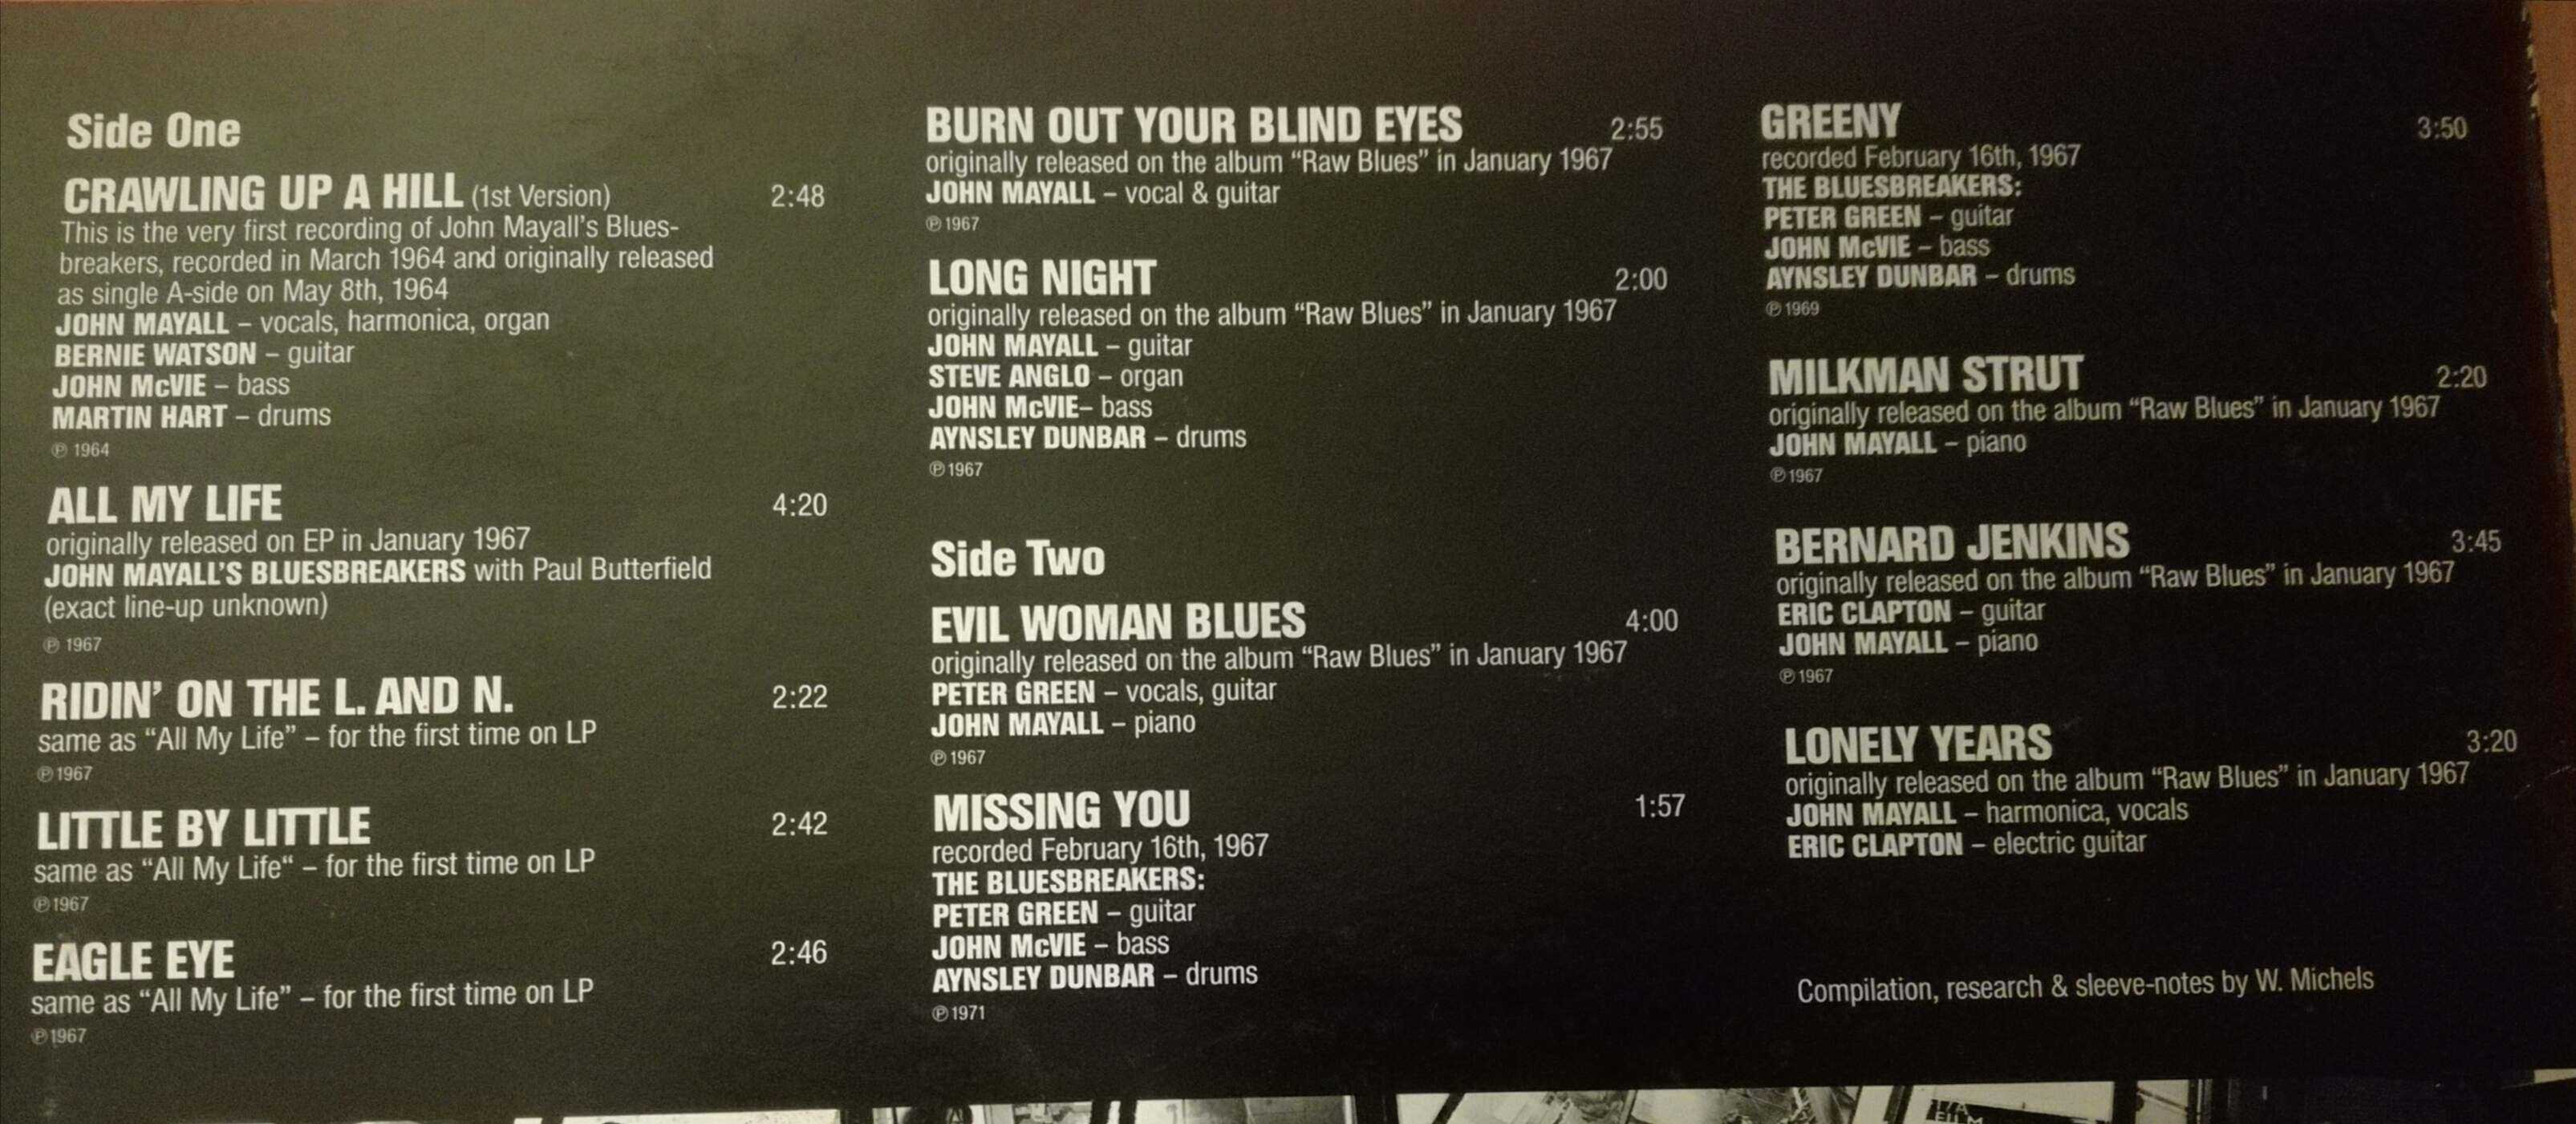 Side One
CRAWLING UP A HILL (1st Version) 2:48
This is the very first recording of John Mayall's Blues-
breakers, recorded in March 1964 and originally released
as single A-side on May 8th, 1964
JOHN MAYALL – vocals, harmonica, organ
BERNIE WATSON – guitar
JOHN McVIE – bass
MARTIN HART – drums
℗ 1964
ALL MY LIFE 4:20
originally released on EP in January 1967
JOHN MAYALL'S BLUESBREAKERS with Paul Butterfield
(exact line-up unknown)
℗ 1967
RIDIN' ON THE L. AND N. 2:22
same as “All My Life” – for the first time on LP
℗ 1967
LITTLE BY LITTLE 2:42
same as “All My Life“ – for the first time on LP
℗ 1967
EAGLE EYE 2:46
same as “All My Life” – for the first time on LP
℗ 1967
BURN OUT YOUR BLIND EYES 2:55
originally released on the album “Raw Blues” in January 1967
JOHN MAYALL – vocal & guitar
℗ 1967
LONG NIGHT 2:00
originally released on the album “Raw Blues” in January 1967
JOHN MAYALL – guitar
STEVE ANGLO – organ
JOHN McVIE– bass
AYNSLEY DUNBAR – drums
℗ 1967
Side Two
EVIL WOMAN BLUES 4:00
originally released on the album “Raw Blues” in January 1967
PETER GREEN – vocals, guitar
JOHN MAYALL – piano
℗ 1967
MISSING YOU 1:57
recorded February 16th, 1967
THE BLUESBREAKERS:
PETER GREEN – guitar
JOHN McVIE – bass
AYNSLEY DUNBAR – drums
℗ 1971
GREENY 3:50
recorded February 16th, 1967
THE BLUESBREAKERS:
PETER GREEN – guitar
JOHN McVIE – bass
AYNSLEY DUNBAR – drums
℗ 1969
MILKMAN STRUT 2:20
originally released on the album “Raw Blues” in January 1967
JOHN MAYALL – piano
℗ 1967
BERNARD JENKINS 3:45
originally released on the album “Raw Blues” in January 1967
ERIC CLAPTON – guitar
JOHN MAYALL – piano
℗ 1967
LONELY YEARS 3:20
originally released on the album “Raw Blues” in January 1967
JOHN MAYALL – harmonica, vocals
ERIC CLAPTON – electric guitar
Compilation, research & sleeve-notes by W. Michels